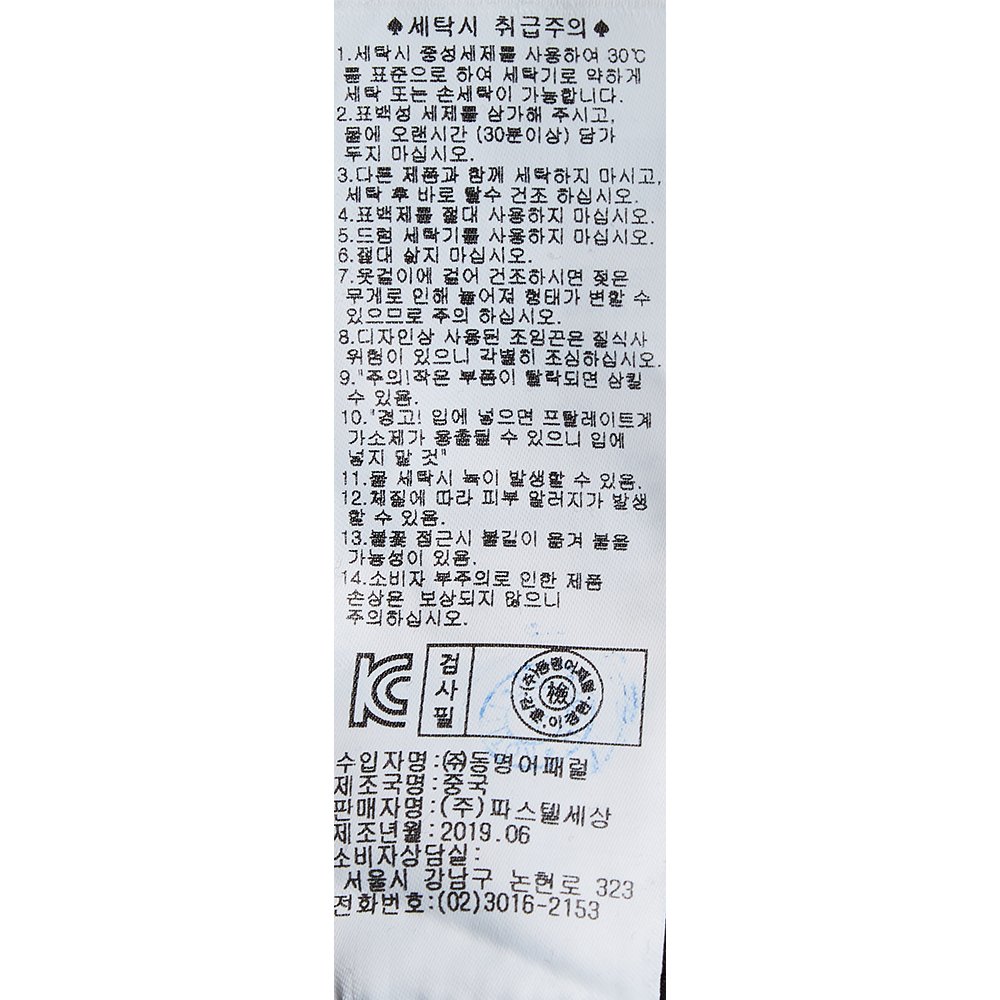 ♠세탁시 취급주의♠
1.세탁시 중성세제를 사용하여 30℃
를 표준으로 하여 세탁기로 약하게
세탁 또는 손세탁이 가능합니다.
2.표백성 세제를 삼가해 주시고,
물에 오랜시간 (30분이상) 담가
두지 마십시오.
3.다른 제품과 함께 세탁하지 마시고,
세탁 후 바로 탈수 건조 하십시오.
4.표백제를 절대 사용하지 마십시오.
5.드럼 세탁기를 사용하지 마십시오.
6.절대 삶지 마십시오.
7.옷걸이에 걸어 건조하시면 젖은
무게로 인해 늘어져 형태가 변할 수
있으므로 주의 하십시오.
8.디자인상 사용된 조임끈은 질식사
위험이 있으니 각별히 조심하십시오.
9."주의!작은 부품이 탈락되면 삼킬
수 있음.
10."경고! 입에 넣으면 프탈레이트계
가소제가 용출될 수 있으니 입에
넣지 말 것"
11.물 세탁시 녹이 발생할 수 있음.
12.체질에 따라 피부 알러지가 발생
할 수 있음.
13.불꽃 접근시 불길이 옮겨 붙을
가능성이 있음.
14.소비자 부주의로 인한 제품
손상은 보상되지 않으니
주의하십시오.
KC
검사필
(주)동명어패럴
檢
수입자명:㈜동명어패럴
제조국명:중국
판매자명:(주)파스텔세상
제조년월:2019.06
소비자상담실:
서울시 강남구 논현로 323
전화번호:(02)3016-2153